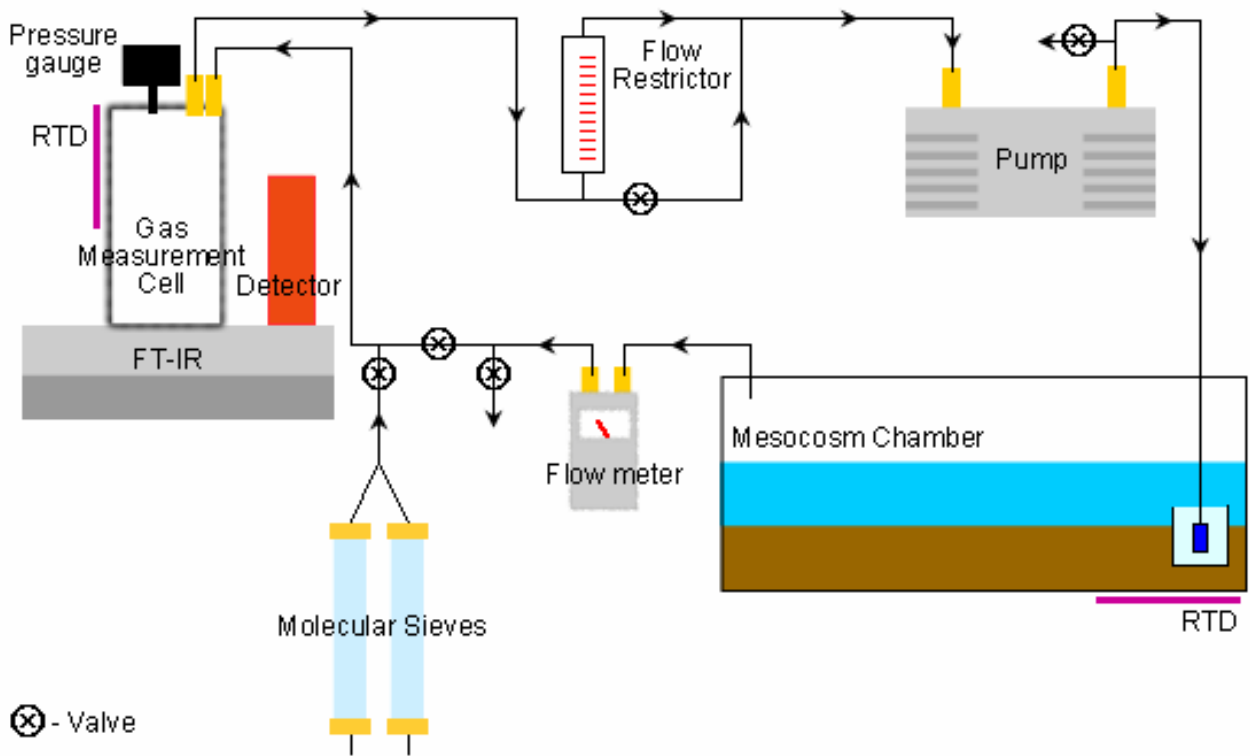 Pressure
gauge
RTD
Gas
Measurement
Cell
Detector
FT-IR
Flow
Restrictor
Pump
Flow meter
Mesocosm Chamber
RTD
Molecular Sieves
- Valve